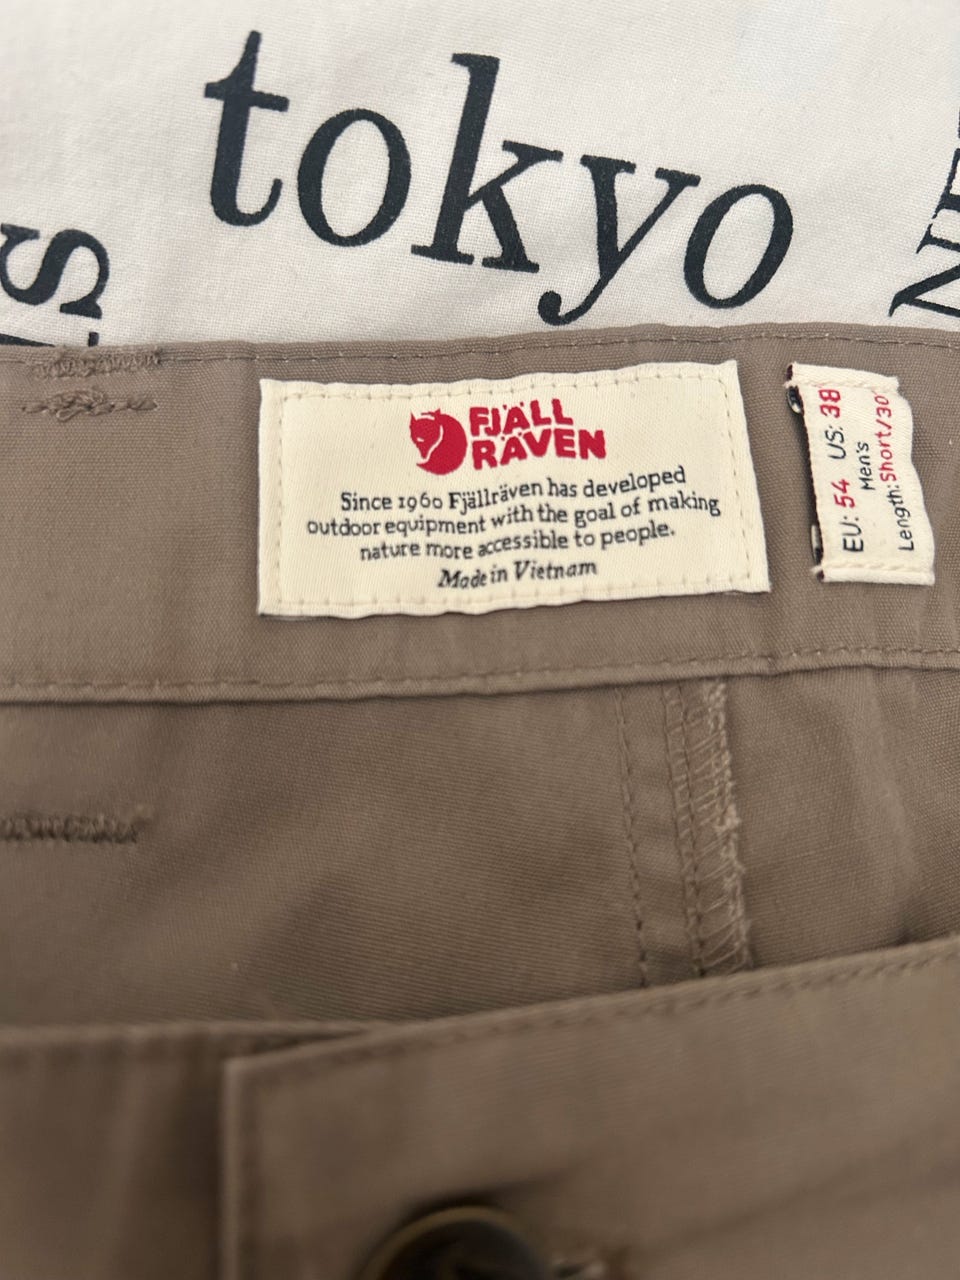 tokyo
FJÄLL
RÄVEN
Since 1960 Fjällräven has developed
outdoor equipment with the goal of making
nature more accessible to people.
Made in Vietnam
EU: 54 US: 38
Men's
Length: Short/30